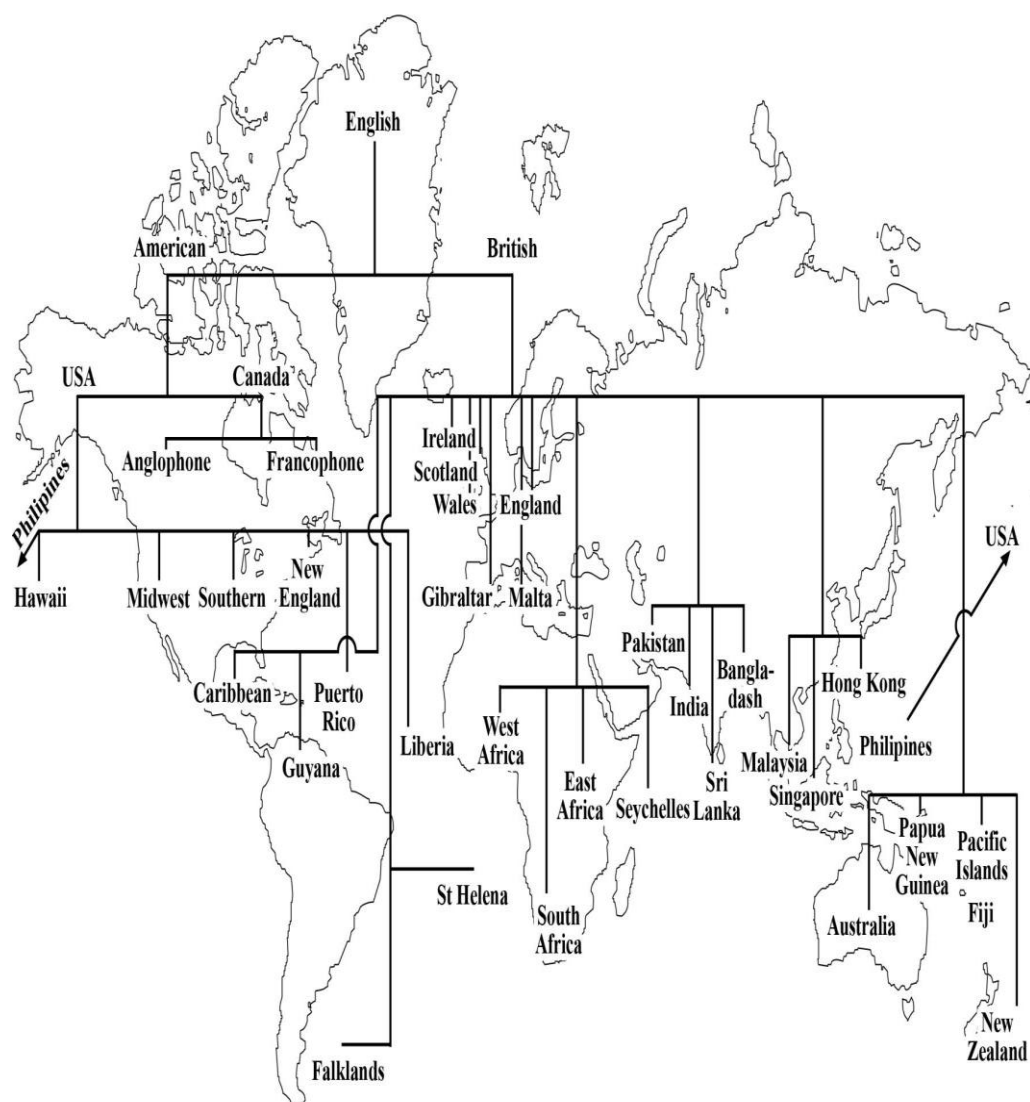 English
American
British
USA
Canada
Anglophone
Francophone
Ireland
Scotland
Wales
England
Philipines
USA
Hawaii
Midwest
Southern
New
England
Gibraltar
Malta
Pakistan
India
Bangla-
dash
Sri
Lanka
Hong Kong
Malaysia
Singapore
Philipines
Caribbean
Guyana
Puerto
Rico
Liberia
West
Africa
East
Africa
Seychelles
South
Africa
St Helena
Falklands
Papua
New
Guinea
Pacific
Islands
Fiji
Australia
New
Zealand